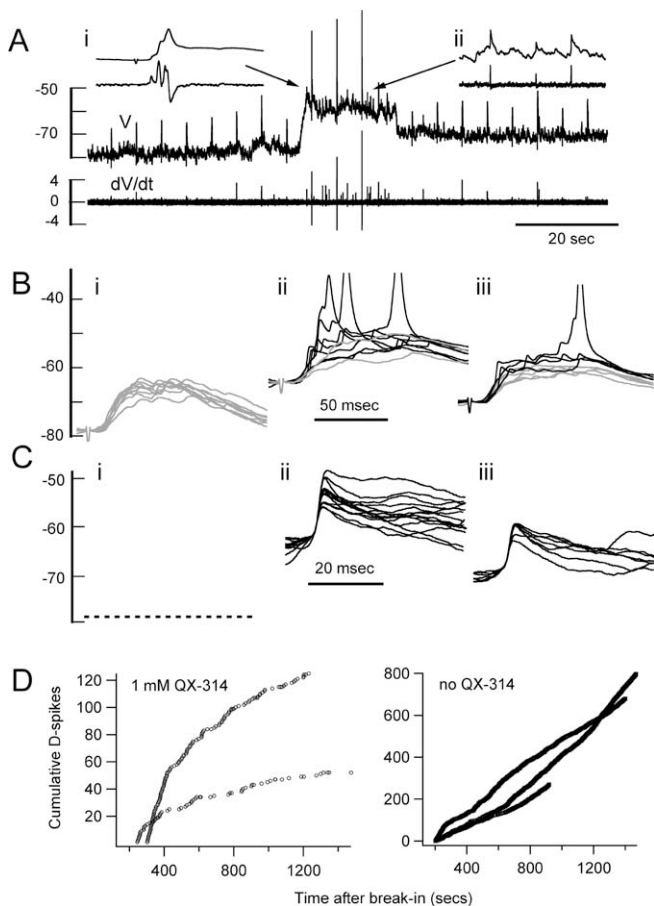 A
i
ii
-50
V
-70
dV/dt
4
0
-4
20 sec
B
i
ii
iii
-40
-50
-60
-70
-80
50 msec
C
i
ii
iii
-50
-60
-70
20 msec
D
1 mM QX-314
no QX-314
Cumulative D-spikes
120
100
80
60
40
20
800
600
400
200
0
400 800 1200
400 800 1200
Time after break-in (secs)